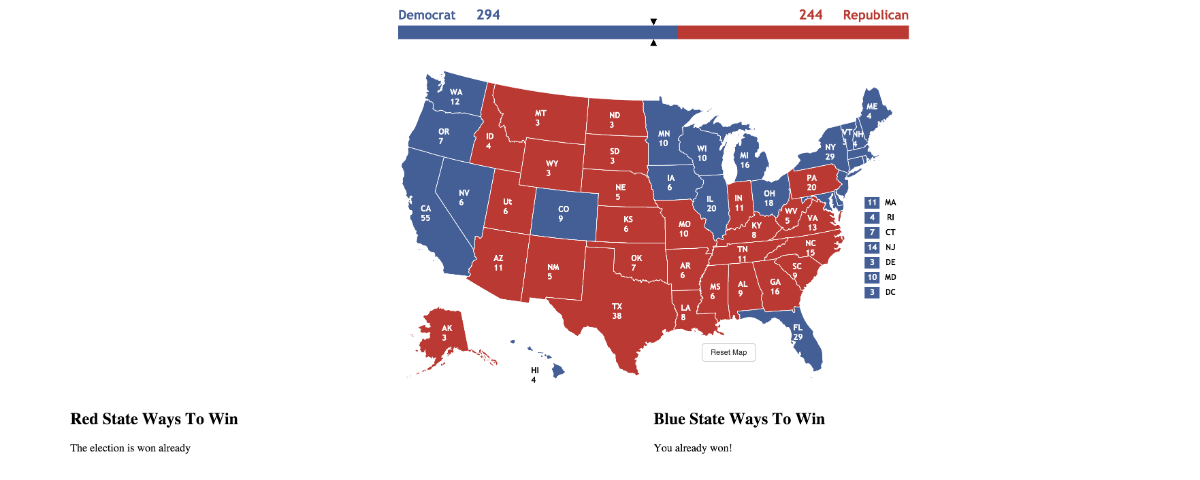 Democrat 294 244 Republican
WA
12
OR
7
CA
55
NV
6
ID
4
MT
3
WY
3
Ut
6
CO
9
AZ
11
NM
5
ND
3
SD
3
NE
5
KS
6
OK
7
TX
38
MN
10
IA
6
MO
10
AR
6
LA
8
WI
10
IL
20
MI
16
IN
11
OH
18
KY
8
TN
11
MS
6
AL
9
GA
16
FL
29
SC
9
NC
15
VA
13
WV
5
PA
20
NY
29
VT
3
NH
4
ME
4
AK
3
HI
4
11 MA
4 RI
7 CT
14 NJ
3 DE
10 MD
3 DC
Reset Map
Red State Ways To Win
The election is won already
Blue State Ways To Win
You already won!